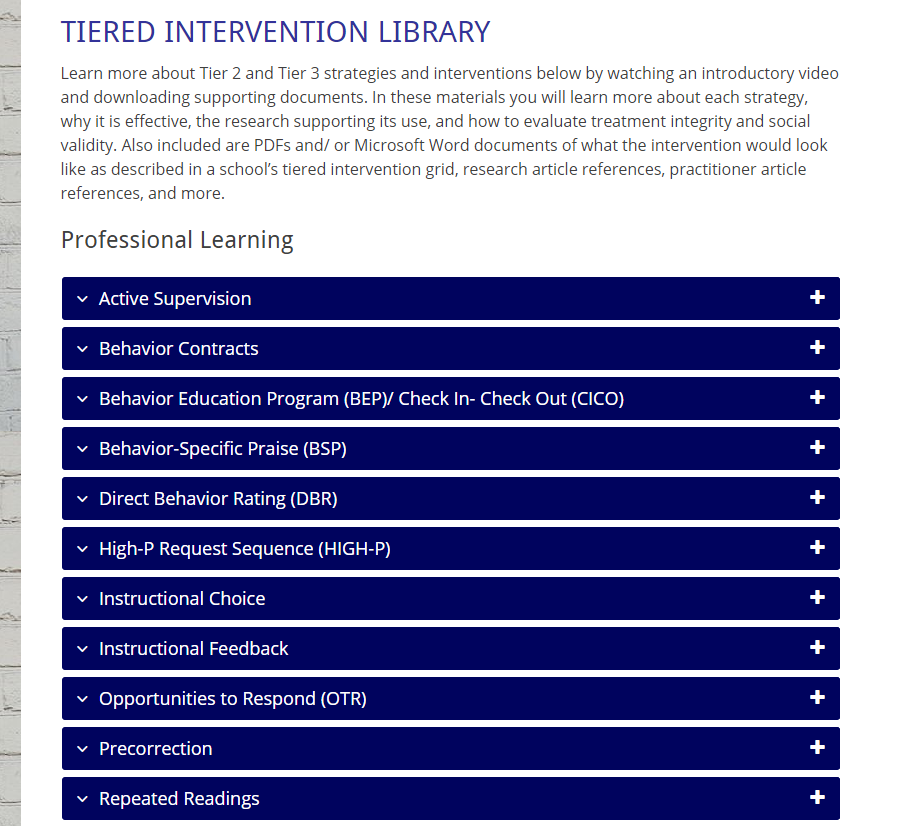 TIERED INTERVENTION LIBRARY
Learn more about Tier 2 and Tier 3 strategies and interventions below by watching an introductory video
and downloading supporting documents. In these materials you will learn more about each strategy,
why it is effective, the research supporting its use, and how to evaluate treatment integrity and social
validity. Also included are PDFs and/ or Microsoft Word documents of what the intervention would look
like as described in a school’s tiered intervention grid, research article references, practitioner article
references, and more.
Professional Learning
Active Supervision
Behavior Contracts
Behavior Education Program (BEP)/ Check In- Check Out (CICO)
Behavior-Specific Praise (BSP)
Direct Behavior Rating (DBR)
High-P Request Sequence (HIGH-P)
Instructional Choice
Instructional Feedback
Opportunities to Respond (OTR)
Precorrection
Repeated Readings